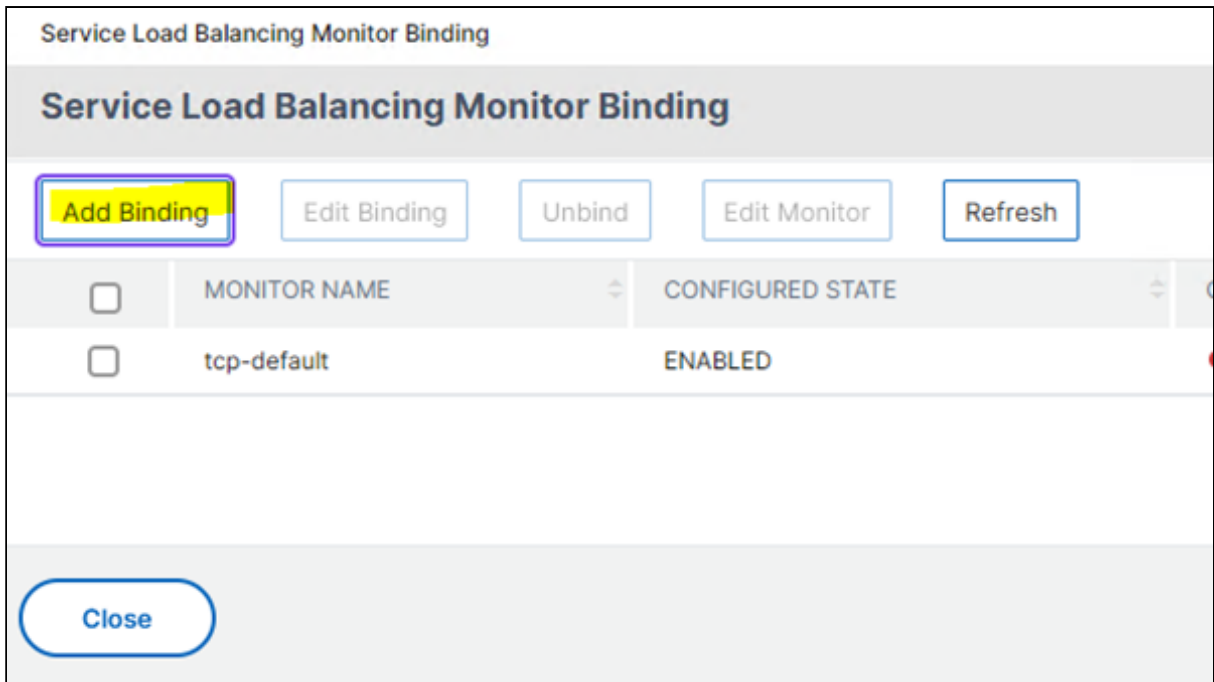 Service Load Balancing Monitor Binding
Service Load Balancing Monitor Binding
Add Binding Edit Binding Unbind Edit Monitor Refresh
MONITOR NAME CONFIGURED STATE
tcp-default ENABLED
Close